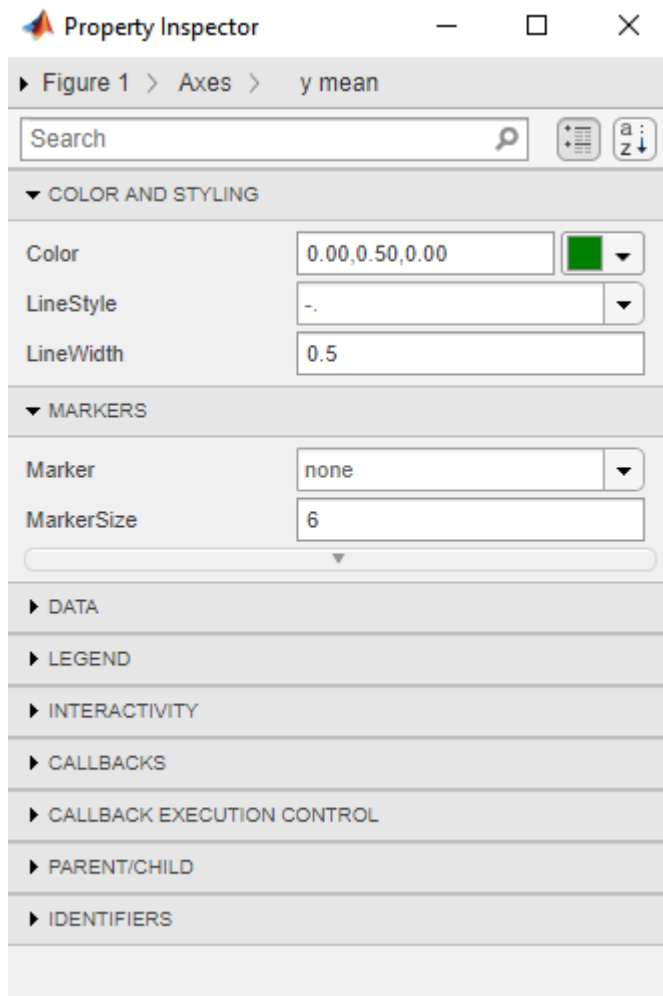 Property Inspector
Figure 1 > Axes > y mean
Search
a
z
COLOR AND STYLING
Color 0.00,0.50,0.00
LineStyle -.
LineWidth 0.5
MARKERS
Marker none
MarkerSize 6
DATA
LEGEND
INTERACTIVITY
CALLBACKS
CALLBACK EXECUTION CONTROL
PARENT/CHILD
IDENTIFIERS